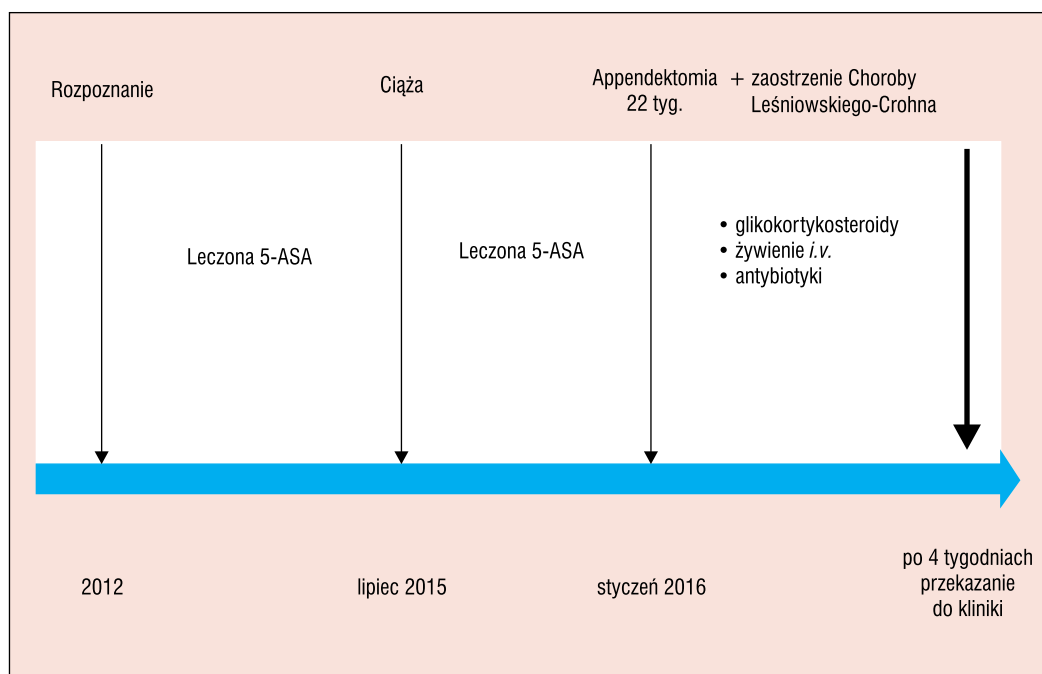 Rozpoznanie
Ciąża
Appendektomia + zaostrzenie Choroby
22 tyg. Leśniowskiego-Crohna
Leczona 5-ASA
Leczona 5-ASA
• glikokortykosteroidy
• żywienie i.v.
• antybiotyki
2012
lipiec 2015
styczeń 2016
po 4 tygodniach
przekazanie
do kliniki